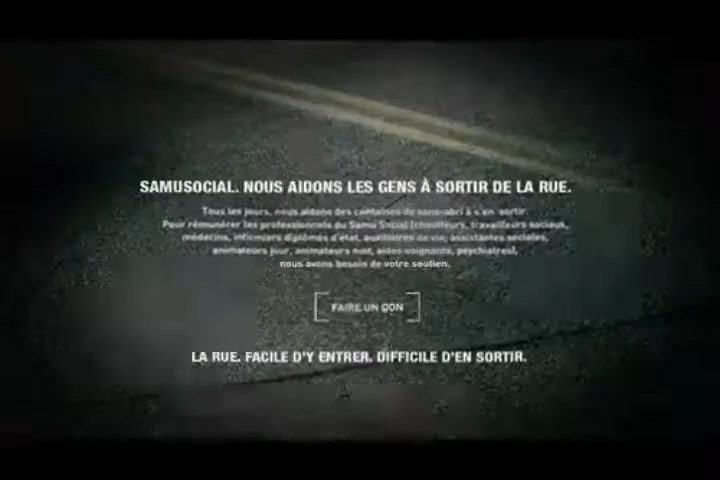 SAMUSOCIAL. NOUS AIDONS LES GENS À SORTIR DE LA RUE.
Tous les jours, nous aidons des centaines de sans-abri à s'en sortir.
Pour rémunérer les professionnels du Samu Social (chauffeurs, travailleurs sociaux,
médecins, infirmiers diplômés d'état, auxiliaires de vie, assistantes sociales,
animateurs jour, animateurs nuit, aides-soignants, psychiatres),
nous avons besoin de votre soutien.
FAIRE UN DON
LA RUE. FACILE D'Y ENTRER. DIFFICILE D'EN SORTIR.